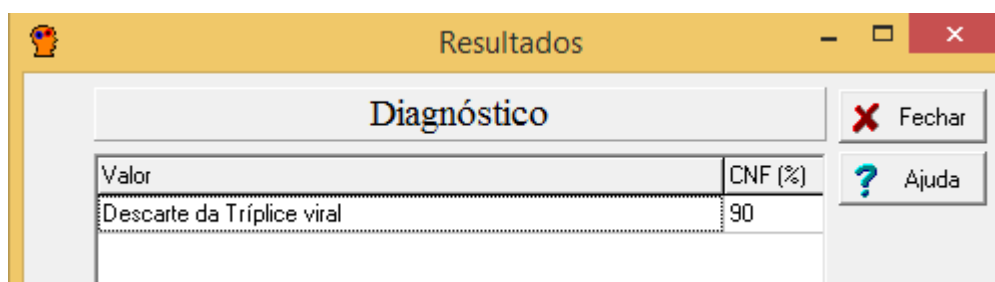 Resultados
Diagnóstico
Fechar
Valor CNF (%)
Ajuda
Descarte da Tríplice viral 90